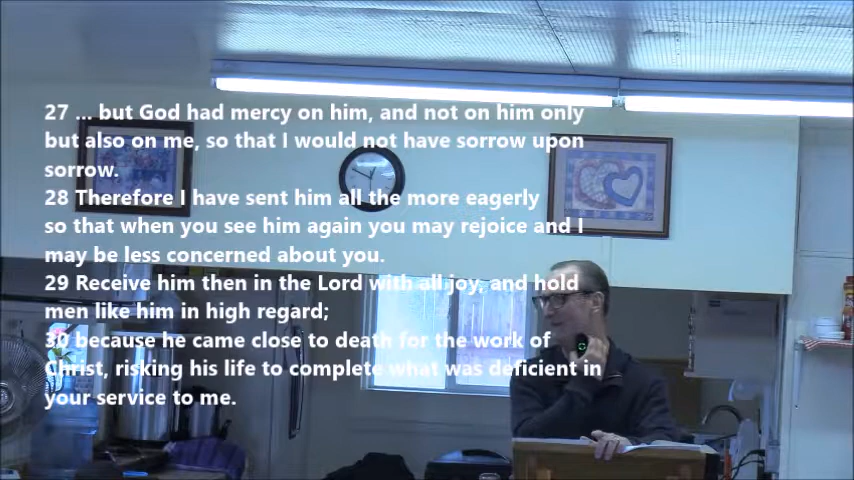 27 ... but God had mercy on him, and not on him only
but also on me, so that I would not have sorrow upon
sorrow.
28 Therefore I have sent him all the more eagerly
so that when you see him again you may rejoice and I
may be less concerned about you.
29 Receive him then in the Lord with all joy, and hold
men like him in high regard;
30 because he came close to death for the work of
Christ, risking his life to complete what was deficient in
your service to me.